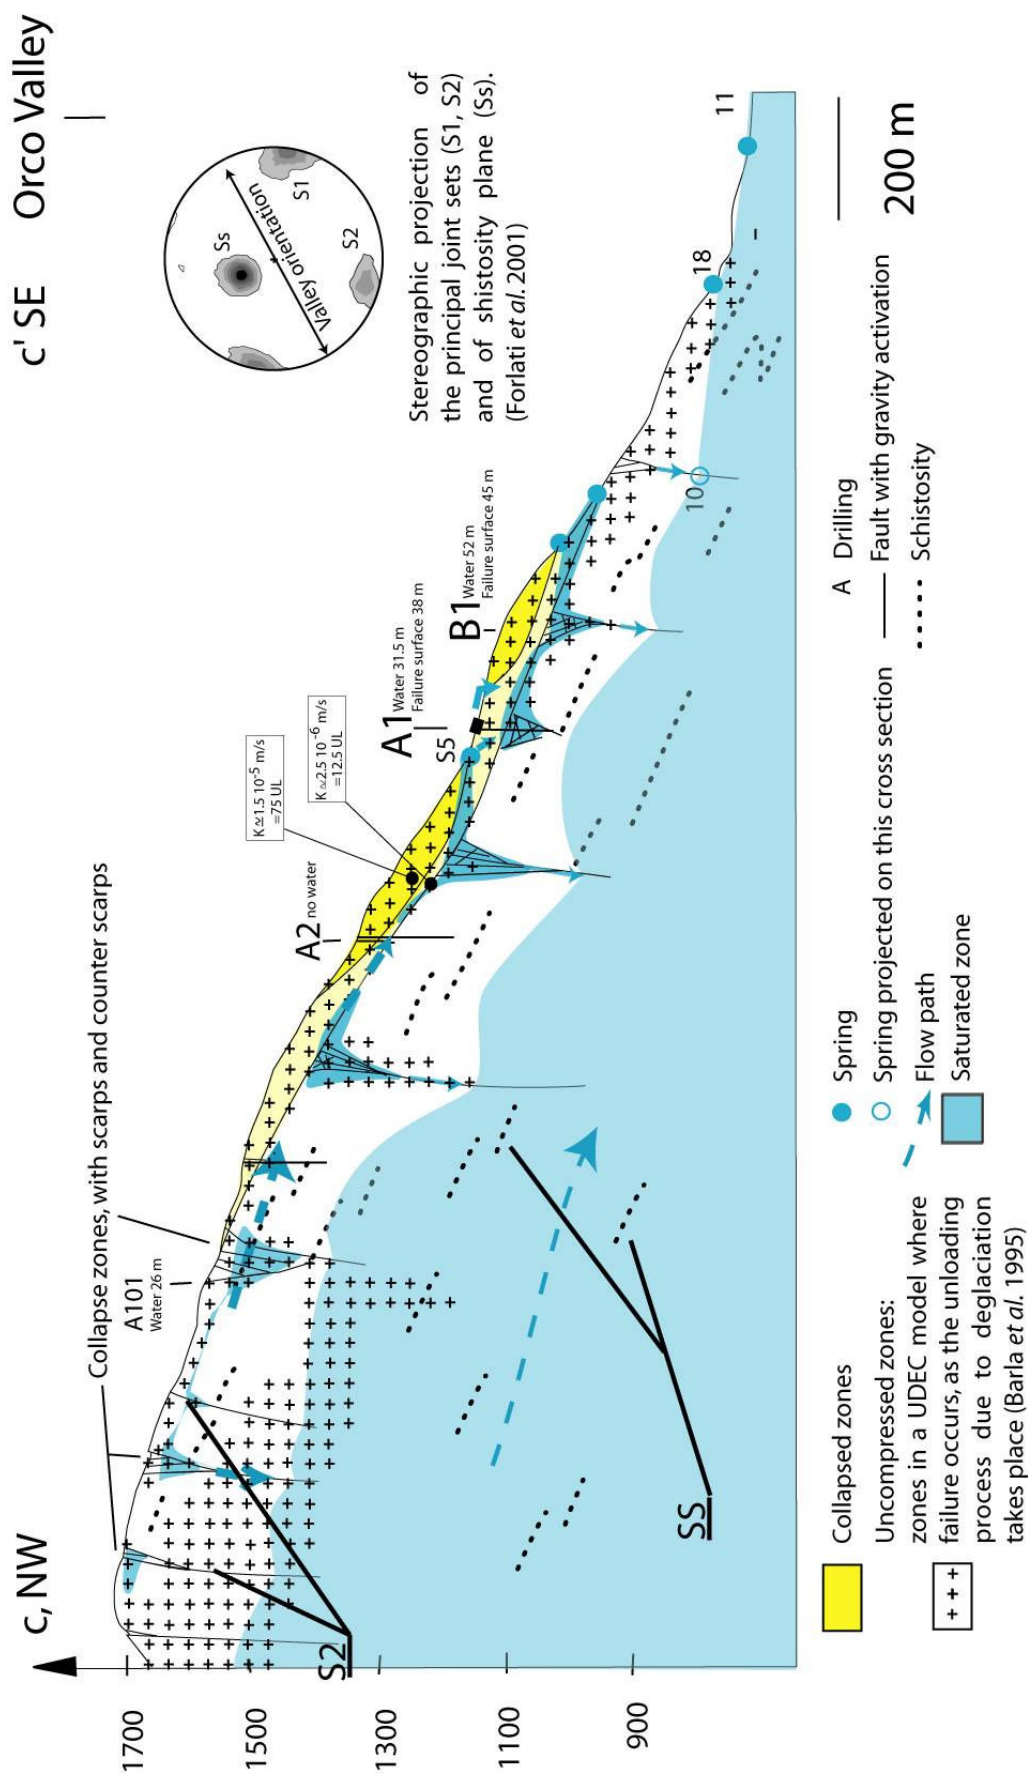 c, NW
c' SE Orco Valley
Collapse zones, with scarps and counter scarps
A101
Water 26 m
A2 no water
K≃1.5 10⁻⁵ m/s
=75 UL
K≃2.5 10⁻⁶ m/s
=12.5 UL
A1 Water 31.5 m
Failure surface 38 m
S5
B1 Water 52 m
Failure surface 45 m
10
18
11
Ss
Valley orientation
S1
S2
Stereographic projection of
the principal joint sets (S1, S2)
and of shistosity plane (Ss).
(Forlati et al. 2001)
1700
1500
1300
1100
900
S2
SS
Collapsed zones
Uncompressed zones:
zones in a UDEC model where
failure occurs, as the unloading
process due to deglaciation
takes place (Barla et al. 1995)
Spring
Spring projected on this cross section
Flow path
Saturated zone
A Drilling
Fault with gravity activation
Schistosity
200 m